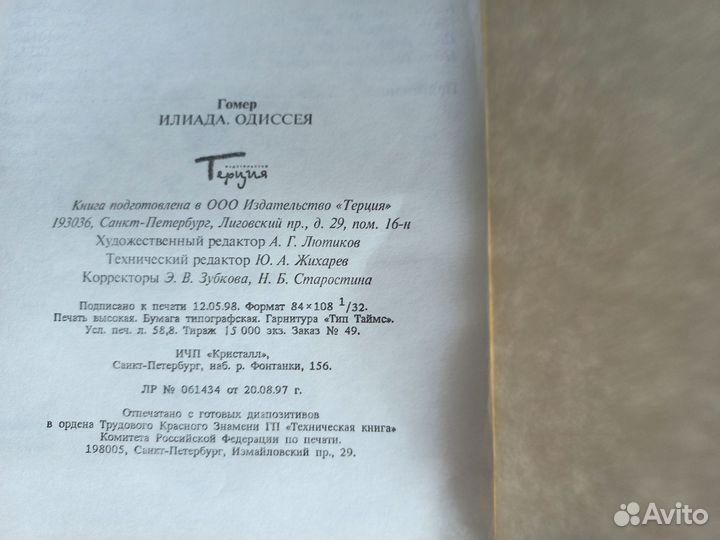 Гомер
ИЛИАДА. ОДИССЕЯ
издательство
Терция
Книга подготовлена в ООО Издательство «Терция»
193036, Санкт-Петербург, Лиговский пр., д. 29, пом. 16-н
Художественный редактор А. Г. Лютиков
Технический редактор Ю. А. Жихарев
Корректоры Э. В. Зубкова, Н. Б. Старостина
Подписано к печати 12.05.98. Формат 84×108 1/32.
Печать высокая. Бумага типографская. Гарнитура «Тип Таймс».
Усл. печ. л. 58,8. Тираж 15 000 экз. Заказ № 49.
ИЧП «Кристалл»,
Санкт-Петербург, наб. р. Фонтанки, 156.
ЛР № 061434 от 20.08.97 г.
Отпечатано с готовых диапозитивов
в ордена Трудового Красного Знамени ГП «Техническая книга»
Комитета Российской Федерации по печати.
198005, Санкт-Петербург, Измайловский пр., 29.
Avito